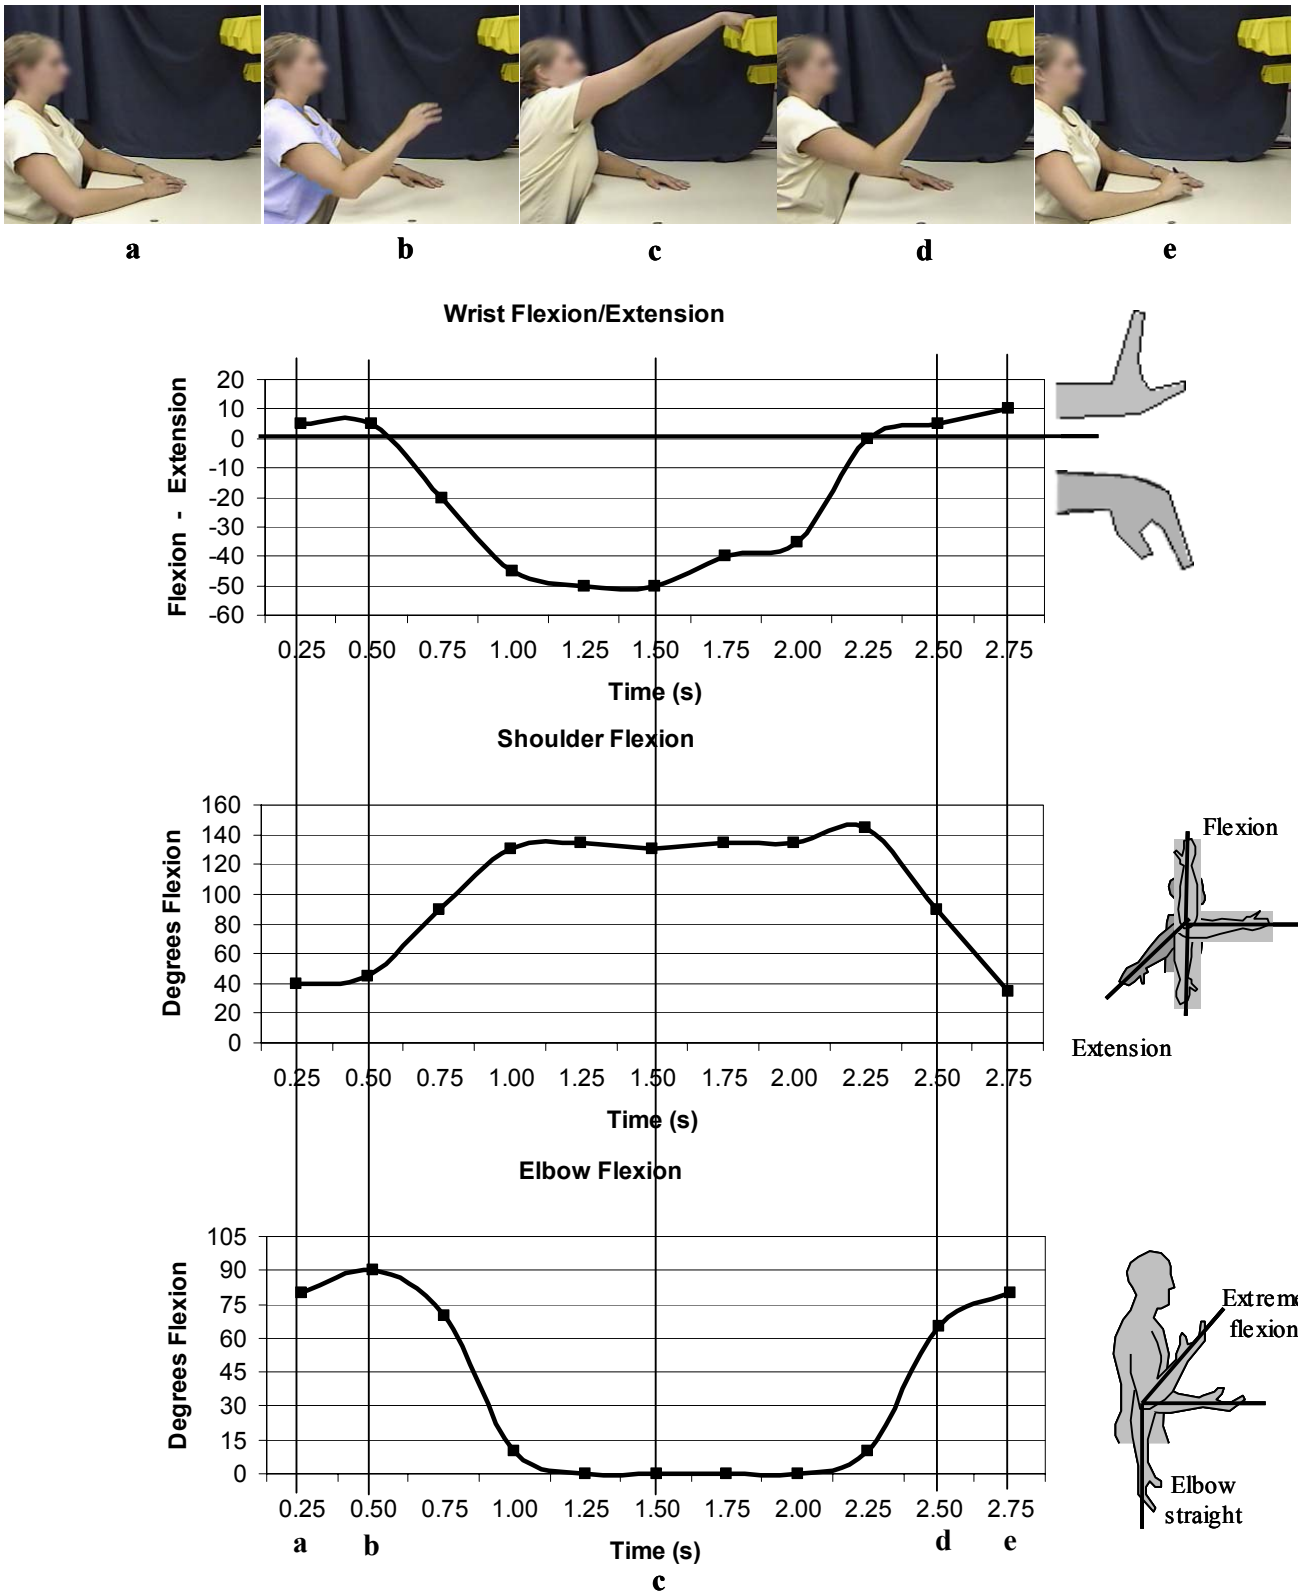 a b c d e
Wrist Flexion/Extension
Flexion - Extension
20
10
0
-10
-20
-30
-40
-50
-60
0.25 0.50 0.75 1.00 1.25 1.50 1.75 2.00 2.25 2.50 2.75
Time (s)
Shoulder Flexion
Degrees Flexion
160
140
120
100
80
60
40
20
0
0.25 0.50 0.75 1.00 1.25 1.50 1.75 2.00 2.25 2.50 2.75
Time (s)
Flexion
Extension
Elbow Flexion
Degrees Flexion
105
90
75
60
45
30
15
0
0.25 0.50 0.75 1.00 1.25 1.50 1.75 2.00 2.25 2.50 2.75
a b d e
Time (s)
c
Extreme
flexion
Elbow
straight